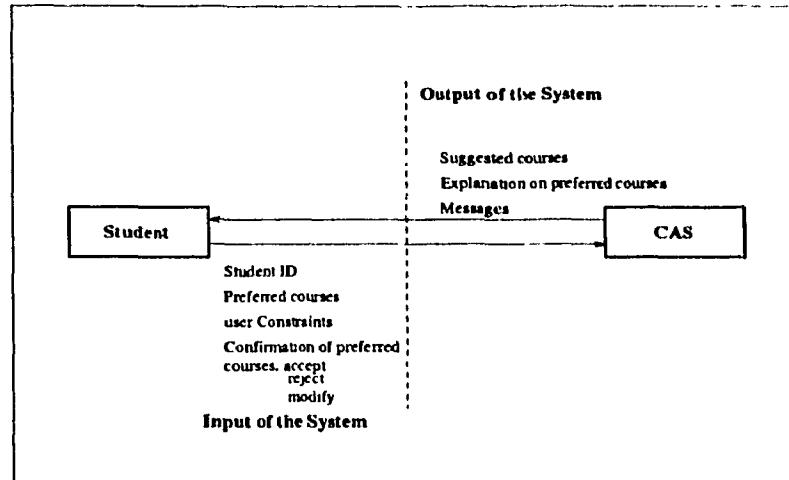 Output of the System
Suggested courses
Explanation on preferred courses
Messages
Student
CAS
Student ID
Preferred courses
user Constraints
Confirmation of preferred
courses. accept
reject
modify
Input of the System